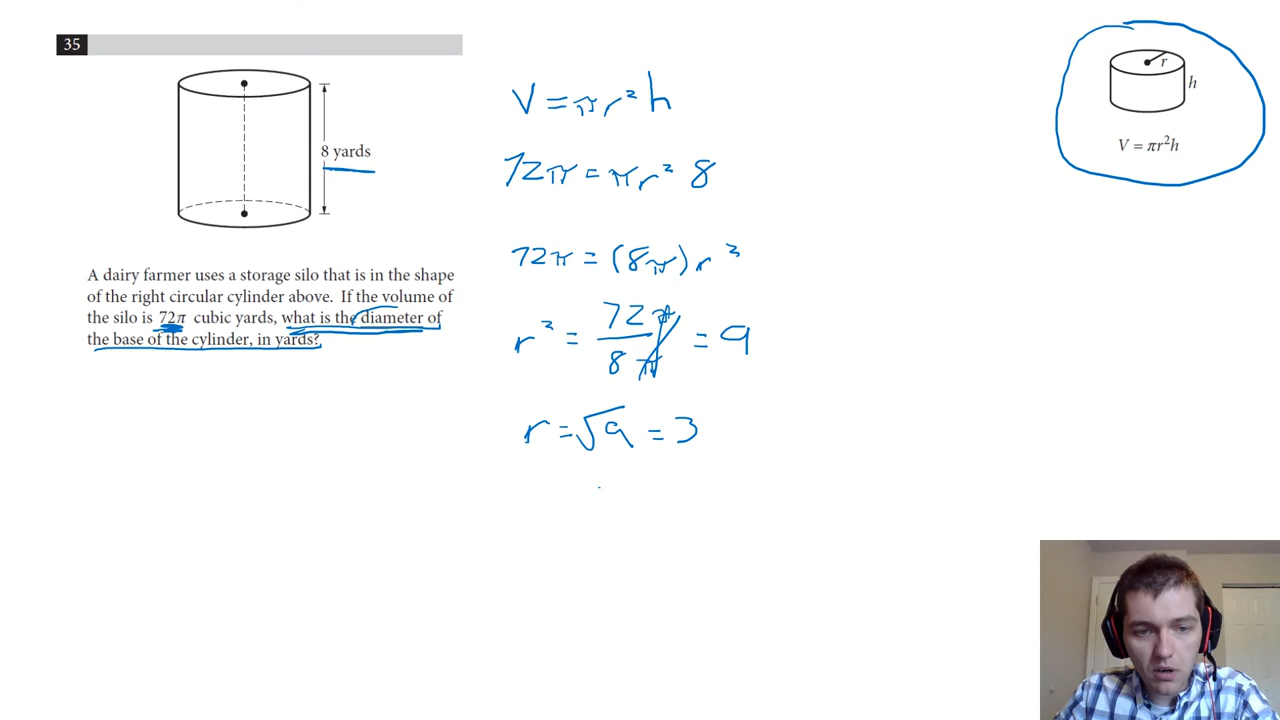 35
8 yards
A dairy farmer uses a storage silo that is in the shape
of the right circular cylinder above. If the volume of
the silo is 72π cubic yards, what is the diameter of
the base of the cylinder, in yards?
V = πr²h
72π = πr² 8
72π = (8π)r²
r² = 72π/8π = 9
r = √9 = 3
r
h
V = πr²h